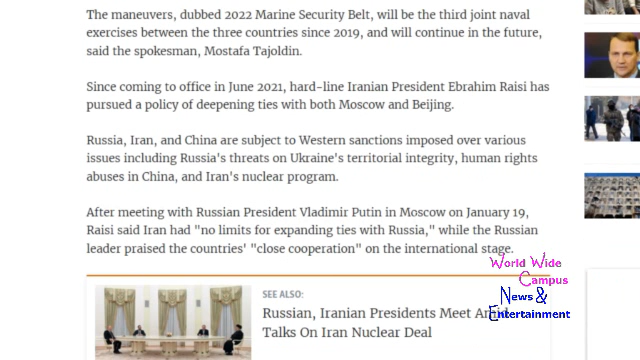 The maneuvers, dubbed 2022 Marine Security Belt, will be the third joint naval
exercises between the three countries since 2019, and will continue in the future,
said the spokesman, Mostafa Tajoldin.
Since coming to office in June 2021, hard-line Iranian President Ebrahim Raisi has
pursued a policy of deepening ties with both Moscow and Beijing.
Russia, Iran, and China are subject to Western sanctions imposed over various
issues including Russia's threats on Ukraine's territorial integrity, human rights
abuses in China, and Iran's nuclear program.
After meeting with Russian President Vladimir Putin in Moscow on January 19,
Raisi said Iran had "no limits for expanding ties with Russia," while the Russian
leader praised the countries' "close cooperation" on the international stage.
World Wide
Campus
News &
Entertainment
SEE ALSO:
Russian, Iranian Presidents Meet Amid
Talks On Iran Nuclear Deal